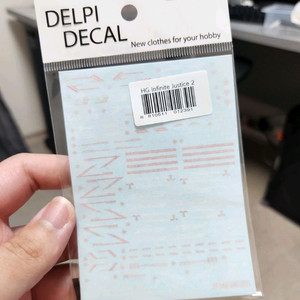 DELPI
DECAL
New clothes for your hobby
HG Infinite Justice 2